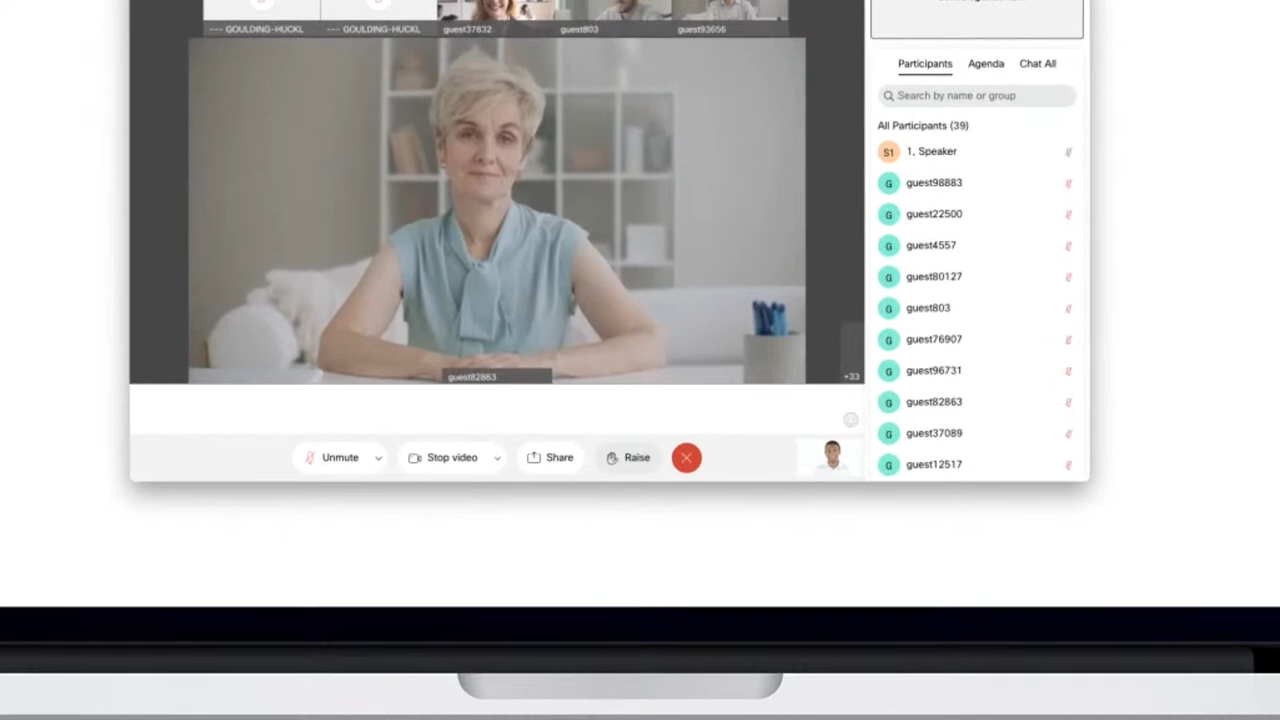 --- GOULDING-HUCKL
--- GOULDING-HUCKL
guest37832
guest803
guest93656
guest82863
+33
Unmute
Stop video
Share
Raise
Participants
Agenda
Chat All
Search by name or group
All Participants (39)
S1
1, Speaker
G guest98883
G guest22500
G guest4557
G guest80127
G guest803
G guest76907
G guest96731
G guest82863
G guest37089
G guest12517